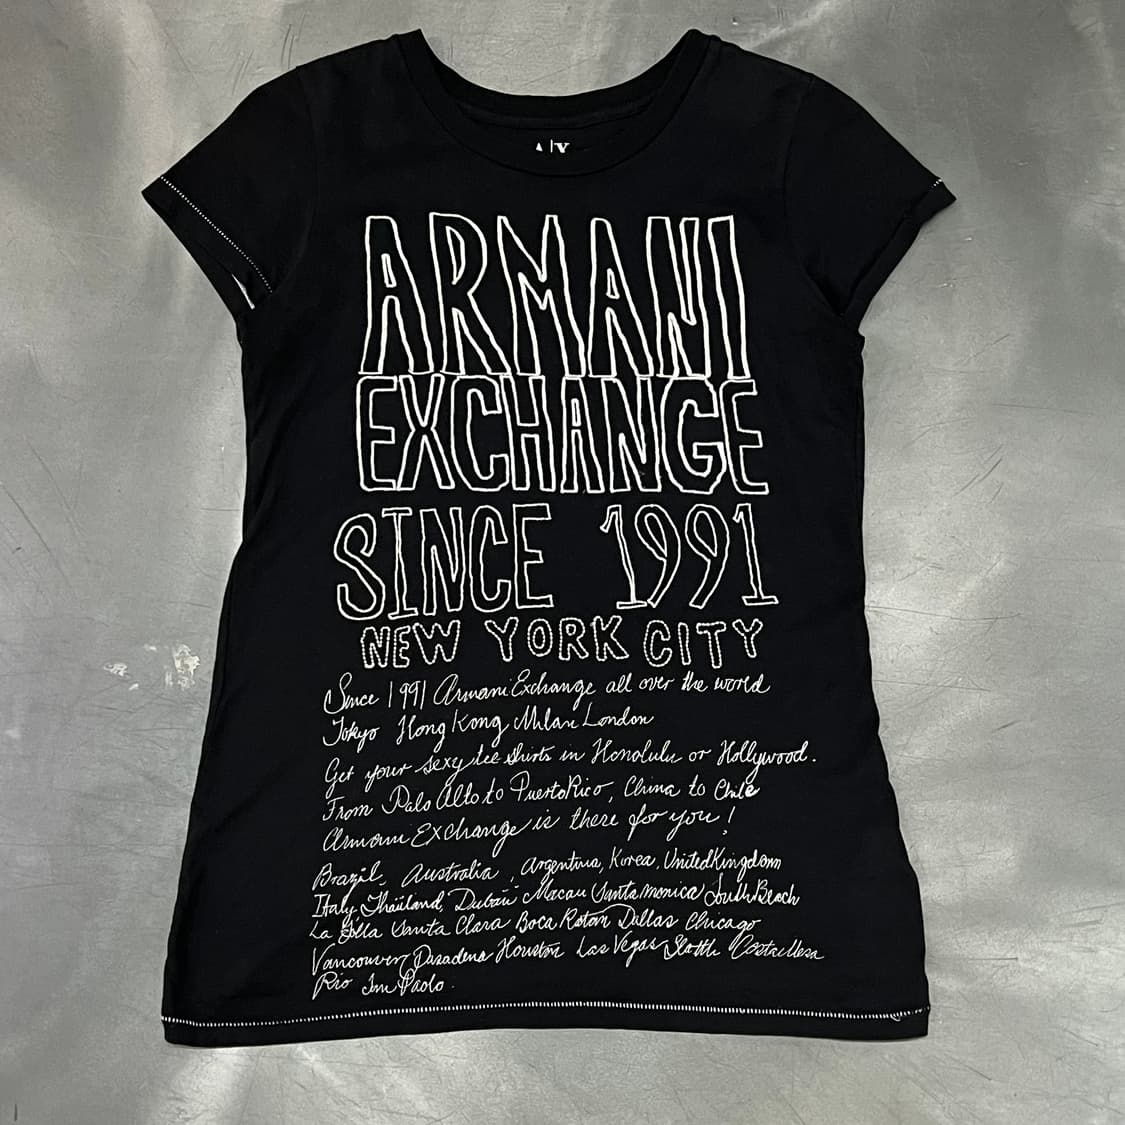 A|X
ARMANI
EXCHANGE
SINCE 1991
NEW YORK CITY
Since 1991 Armani Exchange all over the world
Tokyo Hong Kong Milan London
Get your sexy tee shirts in Honolulu or Hollywood.
From Palo Alto to Puerto Rico, China to Chile
Armani Exchange is there for you!
Brazil, Australia, Argentina, Korea, United Kingdom
Italy Thailand, Dubai Macau Santa monica South Beach
La Jolla Santa Clara Boca Raton Dallas Chicago
Vancouver Pasadena Houston Las Vegas Seattle Costa Mesa
Rio Paolo.